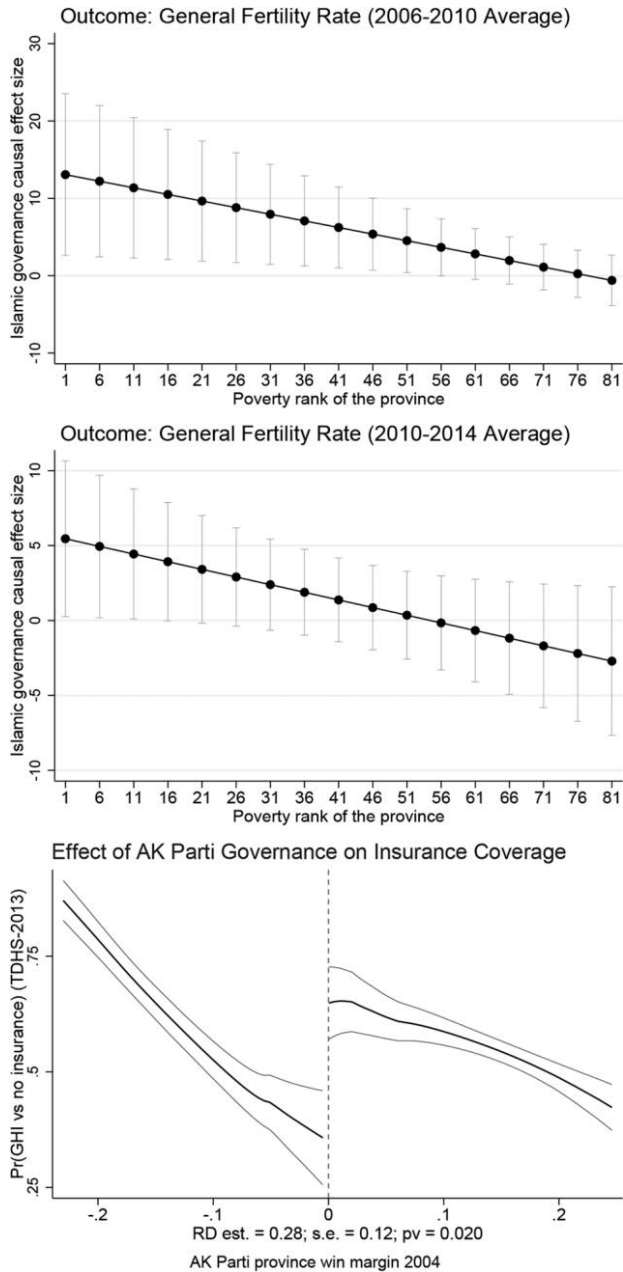 Outcome: General Fertility Rate (2006-2010 Average)
Islamic governance causal effect size
30
20
10
0
-10
1 6 11 16 21 26 31 36 41 46 51 56 61 66 71 76 81
Poverty rank of the province
Outcome: General Fertility Rate (2010-2014 Average)
Islamic governance causal effect size
10
5
0
-5
-10
1 6 11 16 21 26 31 36 41 46 51 56 61 66 71 76 81
Poverty rank of the province
Effect of AK Parti Governance on Insurance Coverage
Pr(GHI vs no insurance) (TDHS-2013)
.75
.5
.25
-.2 -.1 0 .1 .2
RD est. = 0.28; s.e. = 0.12; pv = 0.020
AK Parti province win margin 2004